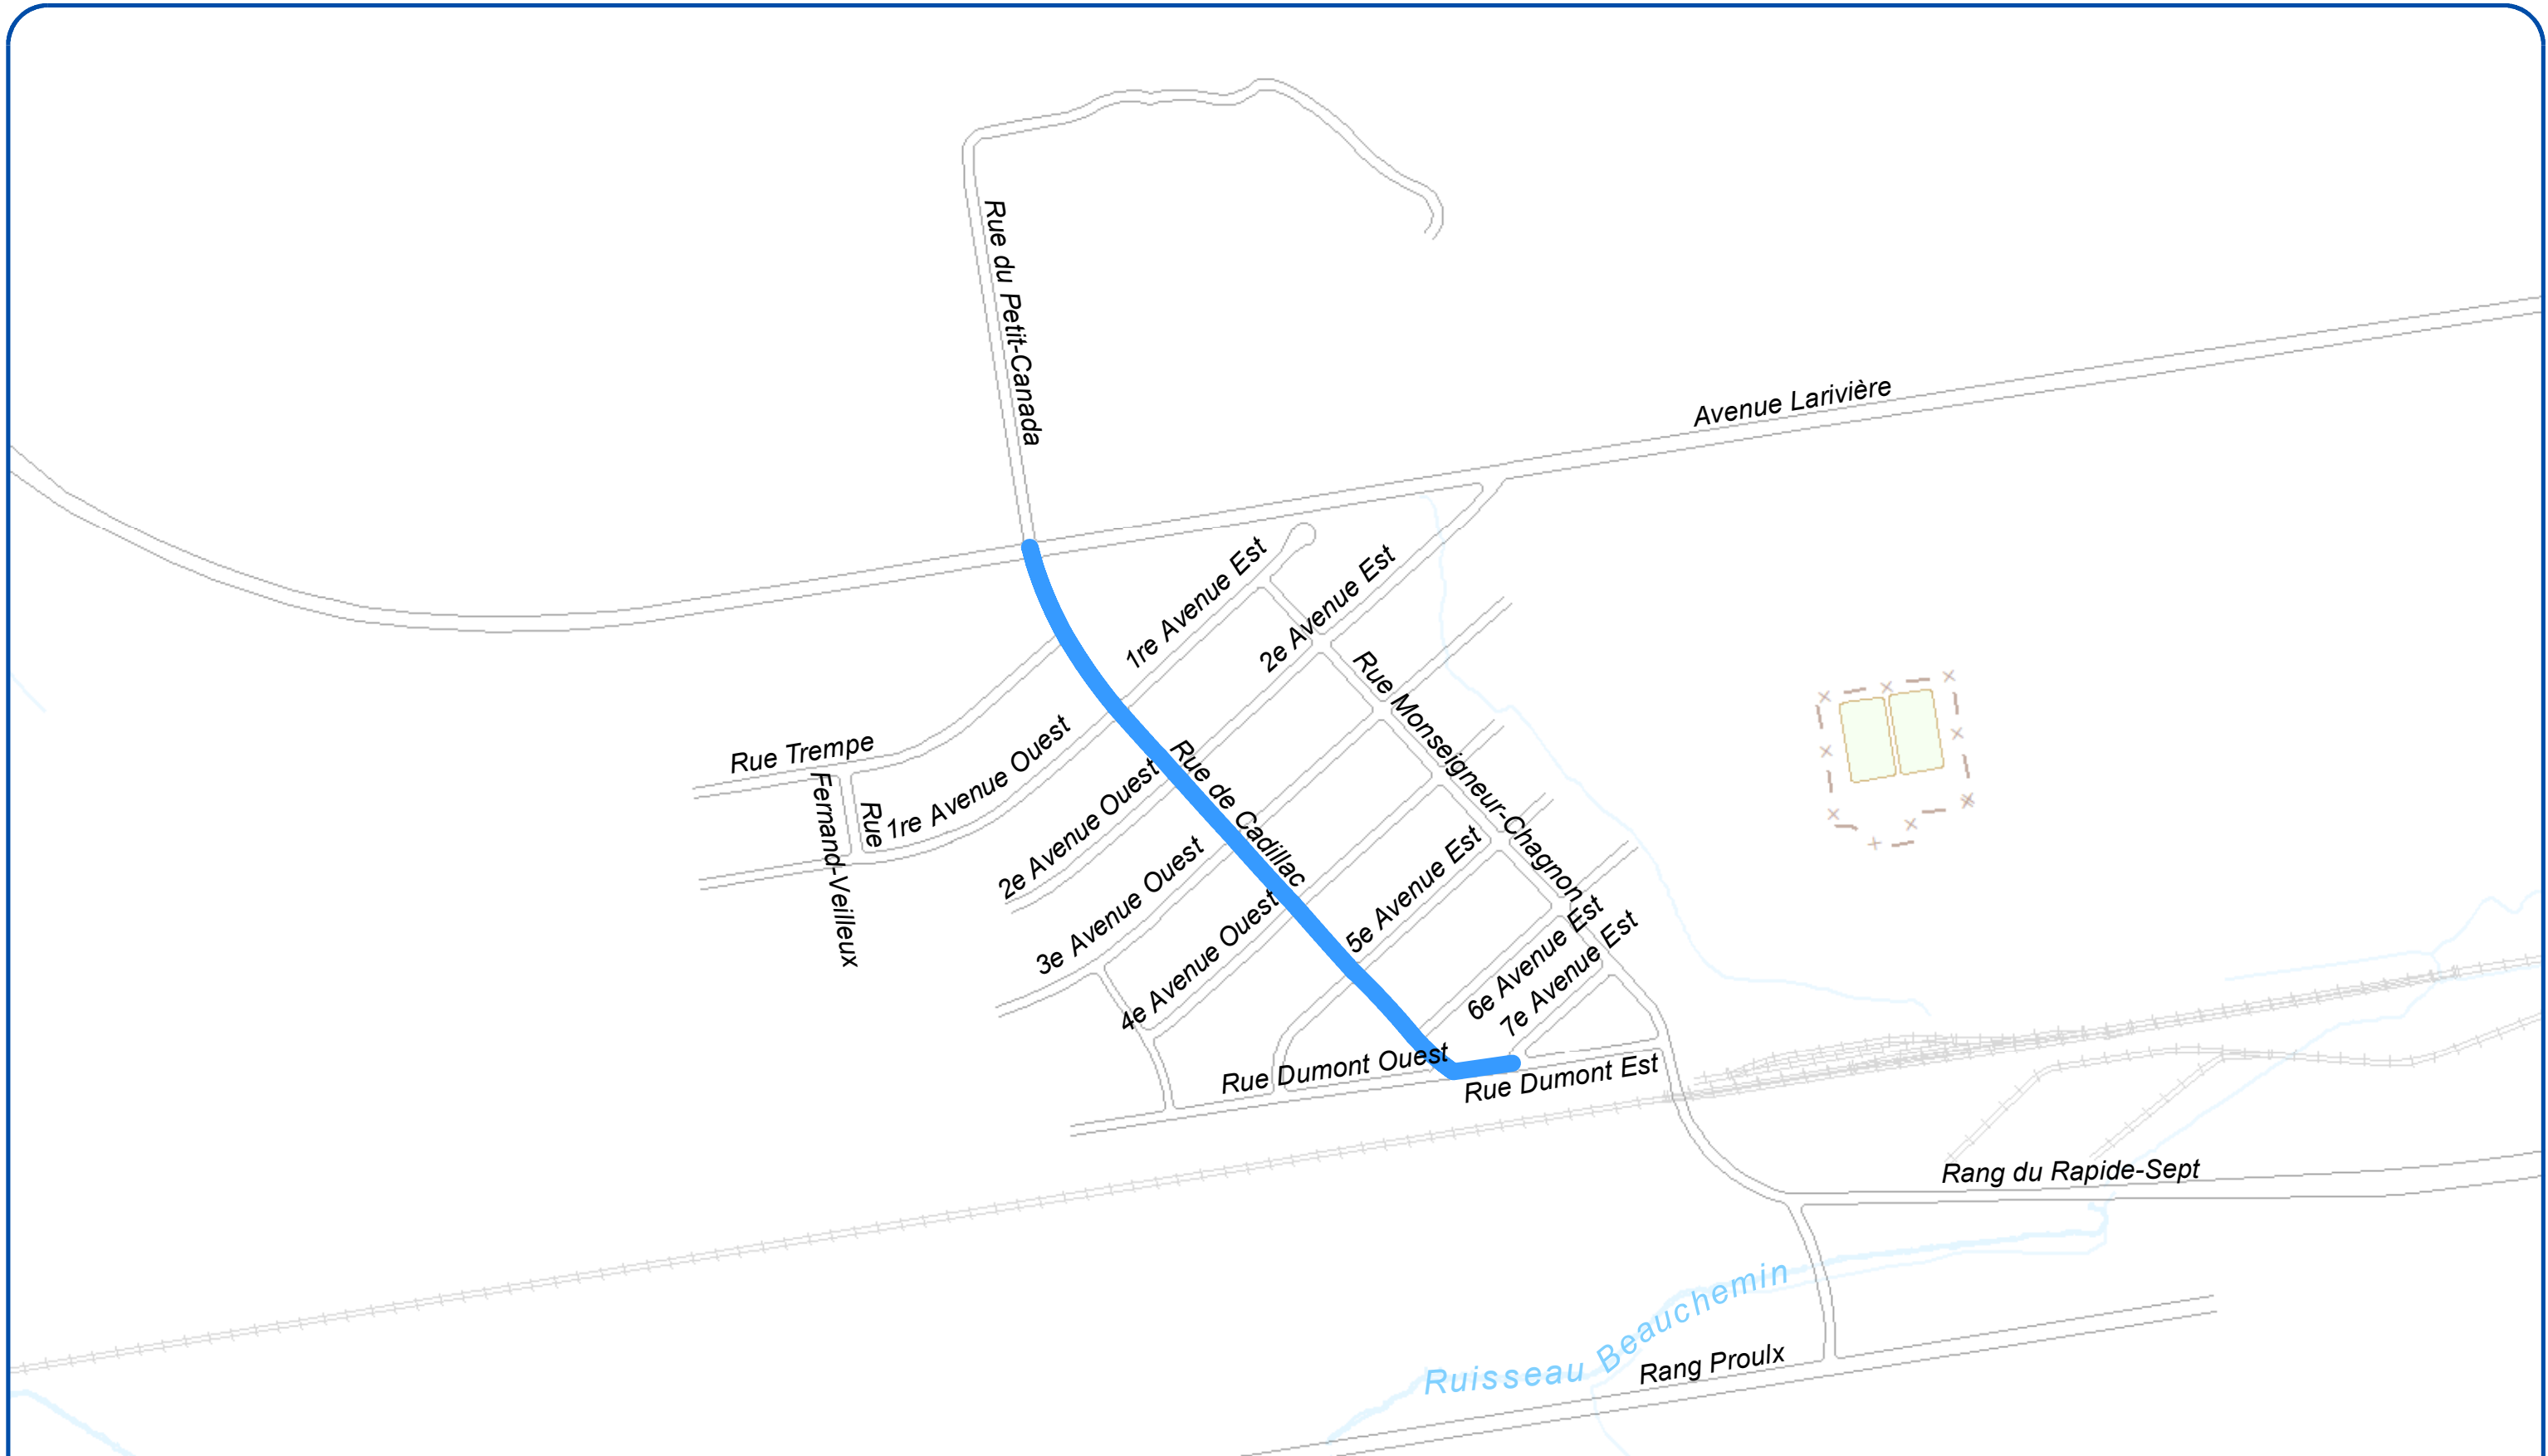 Rue du Petit-Canada
Avenue Larivière
1re Avenue Est
2e Avenue Est
Rue Monseigneur-Chagnon
Rue Trempe
1re Avenue Ouest
Rue
Fernand-Veilleux
2e Avenue Ouest
Rue de Cadillac
3e Avenue Ouest
4e Avenue Ouest
5e Avenue Est
6e Avenue Est
7e Avenue Est
Rue Dumont Ouest
Rue Dumont Est
Rang du Rapide-Sept
Ruisseau Beauchemin
Rang Proulx